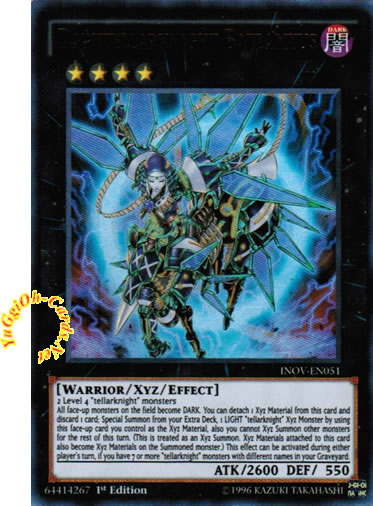 DARK
闇
YuGiOh-Cards.Net
INOV-EN051
[WARRIOR/XYZ/EFFECT]
2 Level 4 "tellarknight" monsters
All face-up monsters on the field become DARK. You can detach 1 Xyz Material from this card and
discard 1 card; Special Summon from your Extra Deck, 1 LIGHT "tellarknight" Xyz Monster by using
this face-up card you control as the Material, also you cannot Xyz Summon other monsters
for the rest of this turn. (This is treated as an Xyz Summon. Xyz Materials attached to this card
also become Xyz Materials on the Summoned monster.) This effect can be activated during either
player's turn, if you have 7 or more "tellarknight" monsters with different names in your Graveyard.
ATK/2600 DEF/ 550
64414267 1st Edition ©1996 KAZUKI TAKAHASHI